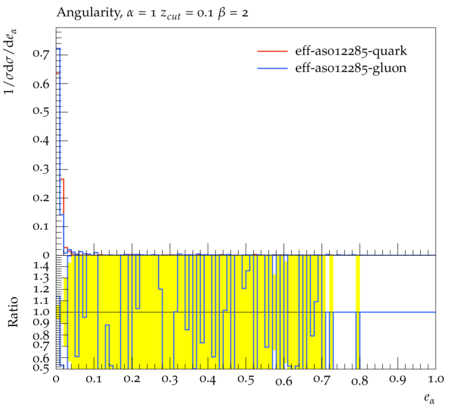 Angularity, α = 1 z_cut = 0.1 β = 2
1/σdσ/de_α
eff-as012285-quark
eff-as012285-gluon
0.7
0.6
0.5
0.4
0.3
0.2
0.1
0
Ratio
1.4
1.3
1.2
1.1
1.0
0.9
0.8
0.7
0.6
0.5
0 0.1 0.2 0.3 0.4 0.5 0.6 0.7 0.8 0.9 1.0
e_α